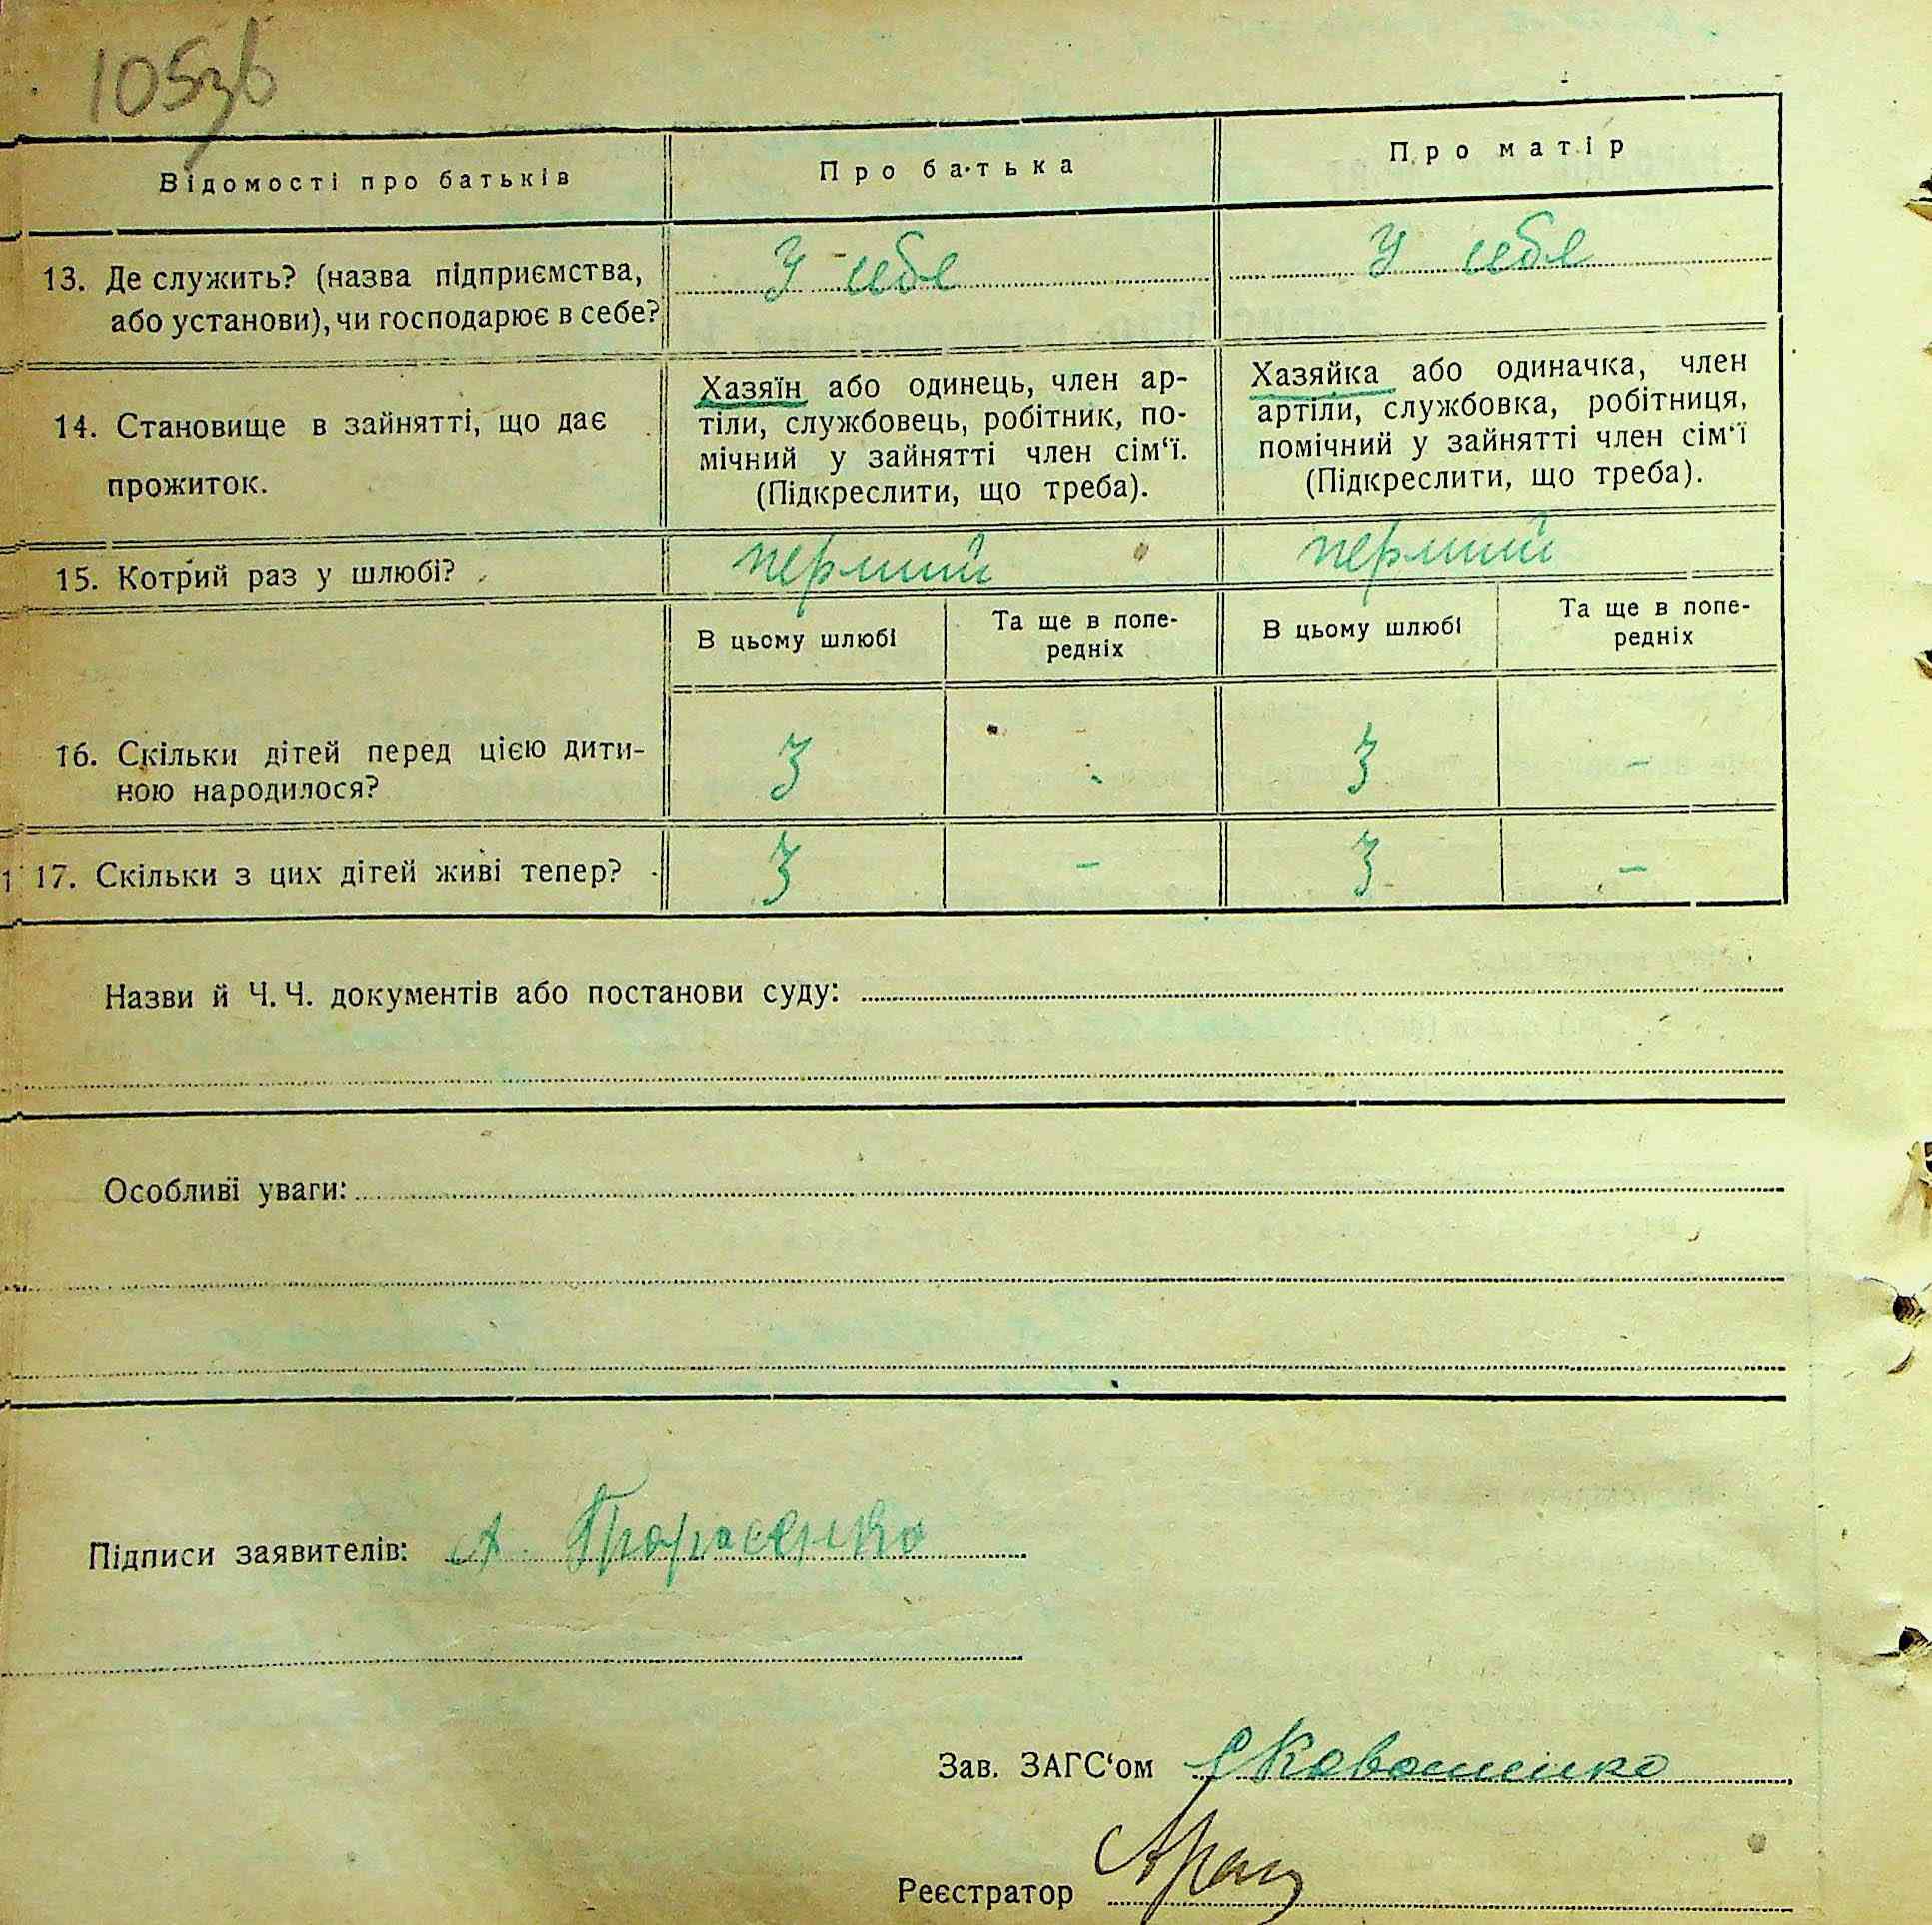 105зв
Відомості про батьків Про батька Про матір
13. Де служить? (назва підприємства, У себе У себе
або установи), чи господарює в себе?
14. Становище в зайнятті, що дає
прожиток.
Хазяїн або одинець, член ар-
тіли, службовець, робітник, по-
мічний у зайнятті член сім‘ї.
(Підкреслити, що треба).
Хазяйка або одиначка, член
артіли, службовка, робітниця,
помічний у зайнятті член сім‘ї
(Підкреслити, що треба).
15. Котрий раз у шлюбі? перший перший
В цьому шлюбі Та ще в попе-
редніх В цьому шлюбі Та ще в попе-
редніх
16. Скільки дітей перед цією дити- 3 - 3 -
ною народилося?
17. Скільки з цих дітей живі тепер? 3 - 3 -
Назви й Ч. Ч. документів або постанови суду:
Особливі уваги:
Підписи заявителів: А. Тарасенко
Зав. ЗАГС‘ом
Реєстратор